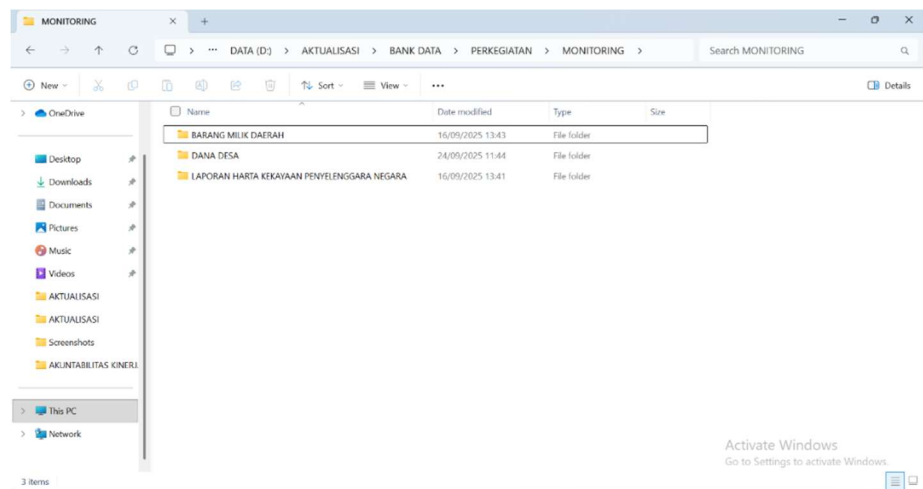 MONITORING
DATA (D:) > AKTUALISASI > BANK DATA > PERKEGIATAN > MONITORING >
Search MONITORING
New
Sort
View
Details
OneDrive
Desktop
Downloads
Documents
Pictures
Music
Videos
AKTUALISASI
AKTUALISASI
Screenshots
AKUNTABILITAS KINERJ
This PC
Network
Name Date modified Type Size
BARANG MILIK DAERAH 16/09/2025 13:43 File folder
DANA DESA 24/09/2025 11:44 File folder
LAPORAN HARTA KEKAYAAN PENYELENGGARA NEGARA 16/09/2025 13:41 File folder
Activate Windows
Go to Settings to activate Windows.
3 items